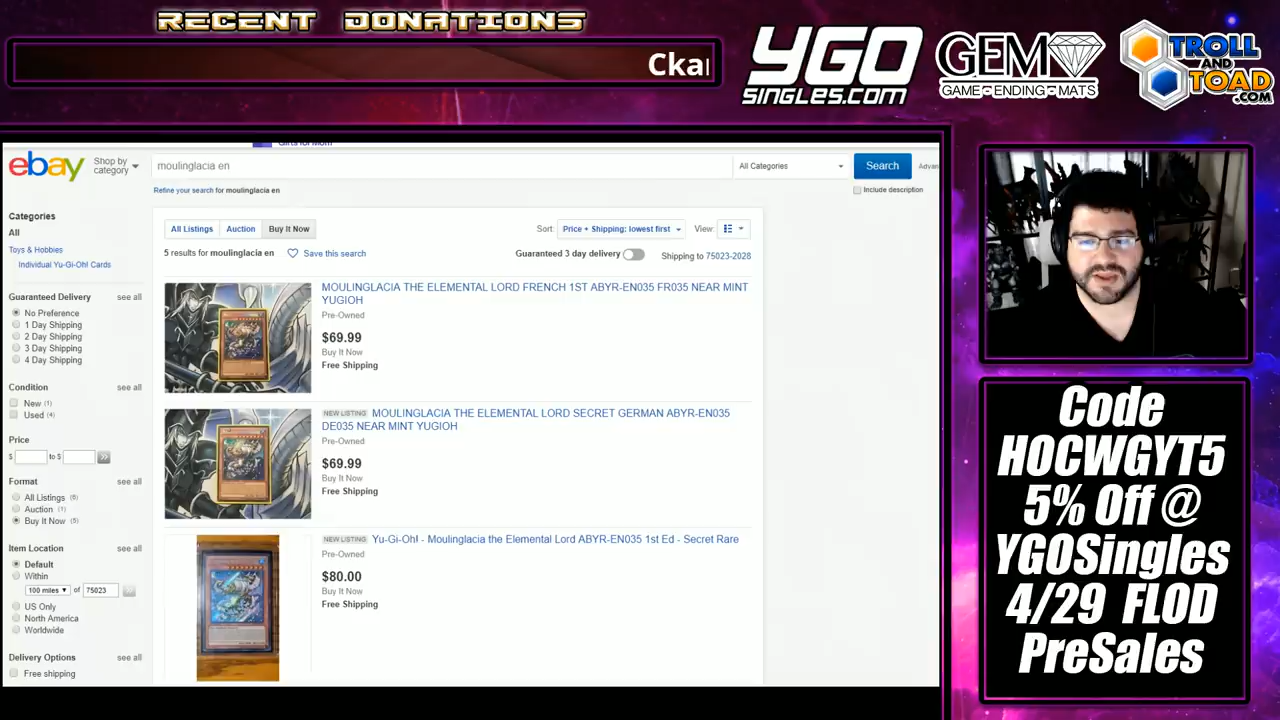 RECENT DONATIONS
Cka
YGO
SINGLES.COM
GEM
GAME-ENDING-MATS
TROLL
AND
TOAD
.COM
ebay
Shop by
category
moulinglacia en
All Categories
Search
Refine your search for moulinglacia en
Include description
Categories
All
Toys & Hobbies
Individual Yu-Gi-Oh! Cards
Guaranteed Delivery see all
No Preference
1 Day Shipping
2 Day Shipping
3 Day Shipping
4 Day Shipping
Condition see all
New (1)
Used (4)
Price
$ to $
Format see all
All Listings (6)
Auction (1)
Buy It Now (5)
Item Location see all
Default
Within
100 miles of 75023
US Only
North America
Worldwide
Delivery Options see all
Free shipping
All Listings Auction Buy It Now
Sort: Price + Shipping: lowest first View:
5 results for moulinglacia en Save this search
Guaranteed 3 day delivery Shipping to 75023-2028
MOULINGLACIA THE ELEMENTAL LORD FRENCH 1ST ABYR-EN035 FR035 NEAR MINT
YUGIOH
Pre-Owned
$69.99
Buy It Now
Free Shipping
NEW LISTING MOULINGLACIA THE ELEMENTAL LORD SECRET GERMAN ABYR-EN035
DE035 NEAR MINT YUGIOH
Pre-Owned
$69.99
Buy It Now
Free Shipping
NEW LISTING Yu-Gi-Oh! - Moulinglacia the Elemental Lord ABYR-EN035 1st Ed - Secret Rare
Pre-Owned
$80.00
Buy It Now
Free Shipping
Code
HOCWGYT5
5% Off @
YGOSingles
4/29 FLOD
PreSales